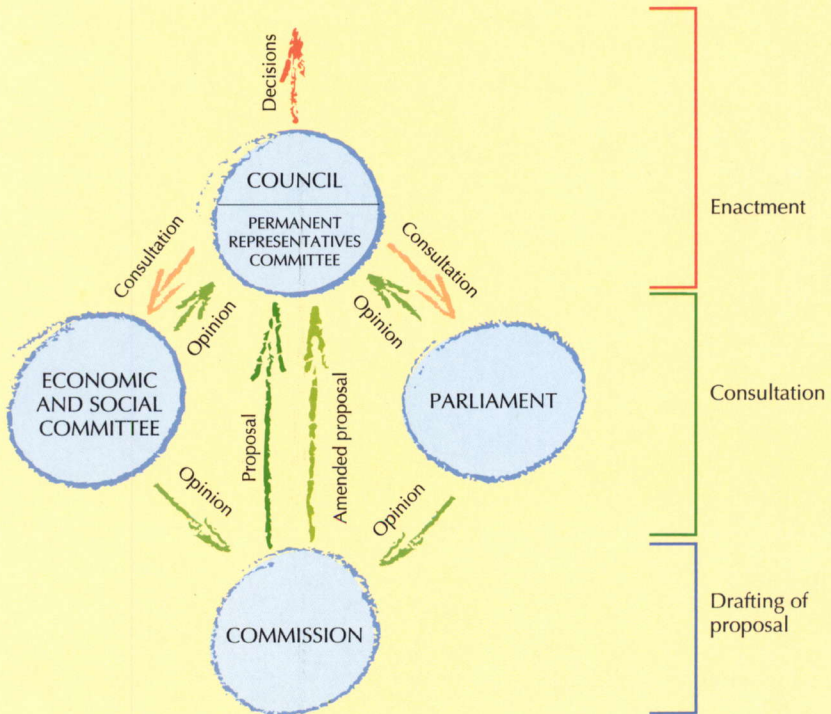 Decisions
COUNCIL
PERMANENT
REPRESENTATIVES
COMMITTEE
Enactment
Consultation
Opinion
Consultation
Opinion
ECONOMIC
AND SOCIAL
COMMITTEE
PARLIAMENT
Consultation
Opinion
Proposal
Amended proposal
Opinion
COMMISSION
Drafting of
proposal